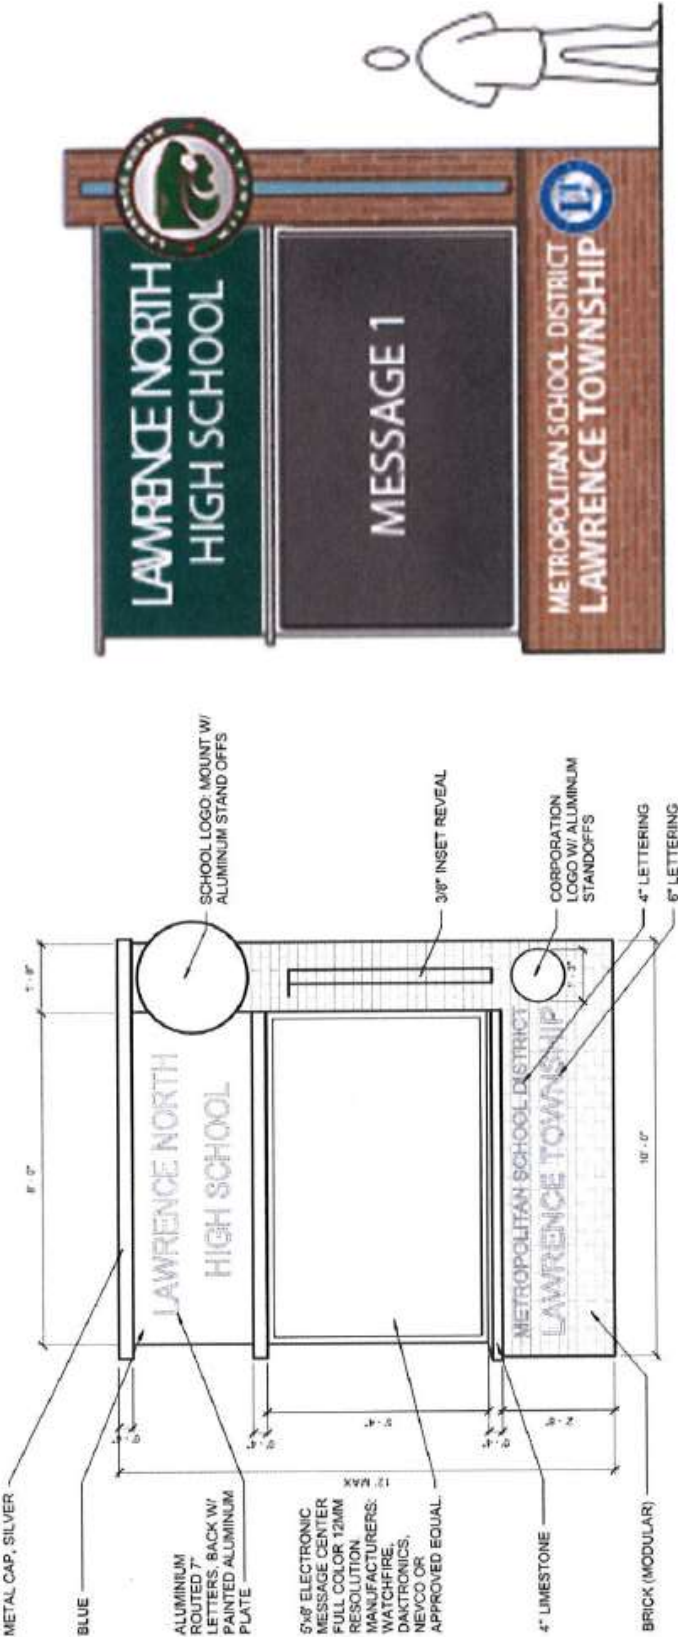 LAWRENCE NORTH
HIGH SCHOOL
MESSAGE 1
METROPOLITAN SCHOOL DISTRICT
LAWRENCE TOWNSHIP
METAL CAP, SILVER
BLUE
ALUMINIUM
ROUTED 7"
LETTERS, BACK W/
PAINTED ALUMINUM
PLATE
5'x8' ELECTRONIC
MESSAGE CENTER
FULL COLOR 12MM
RESOLUTION.
MANUFACTURERS:
WATCHFIRE,
DAKTRONICS,
NEVCO OR
APPROVED EQUAL.
4" LIMESTONE
BRICK (MODULAR)
12' MAX
8' - 0"
LAWRENCE NORTH
HIGH SCHOOL
METROPOLITAN SCHOOL DISTRICT
LAWRENCE TOWNSHIP
10' - 0"
SCHOOL LOGO: MOUNT W/
ALUMINUM STAND OFFS
3/8" INSET REVEAL
CORPORATION
LOGO W/ ALUMINUM
STANDOFFS
4" LETTERING
6" LETTERING